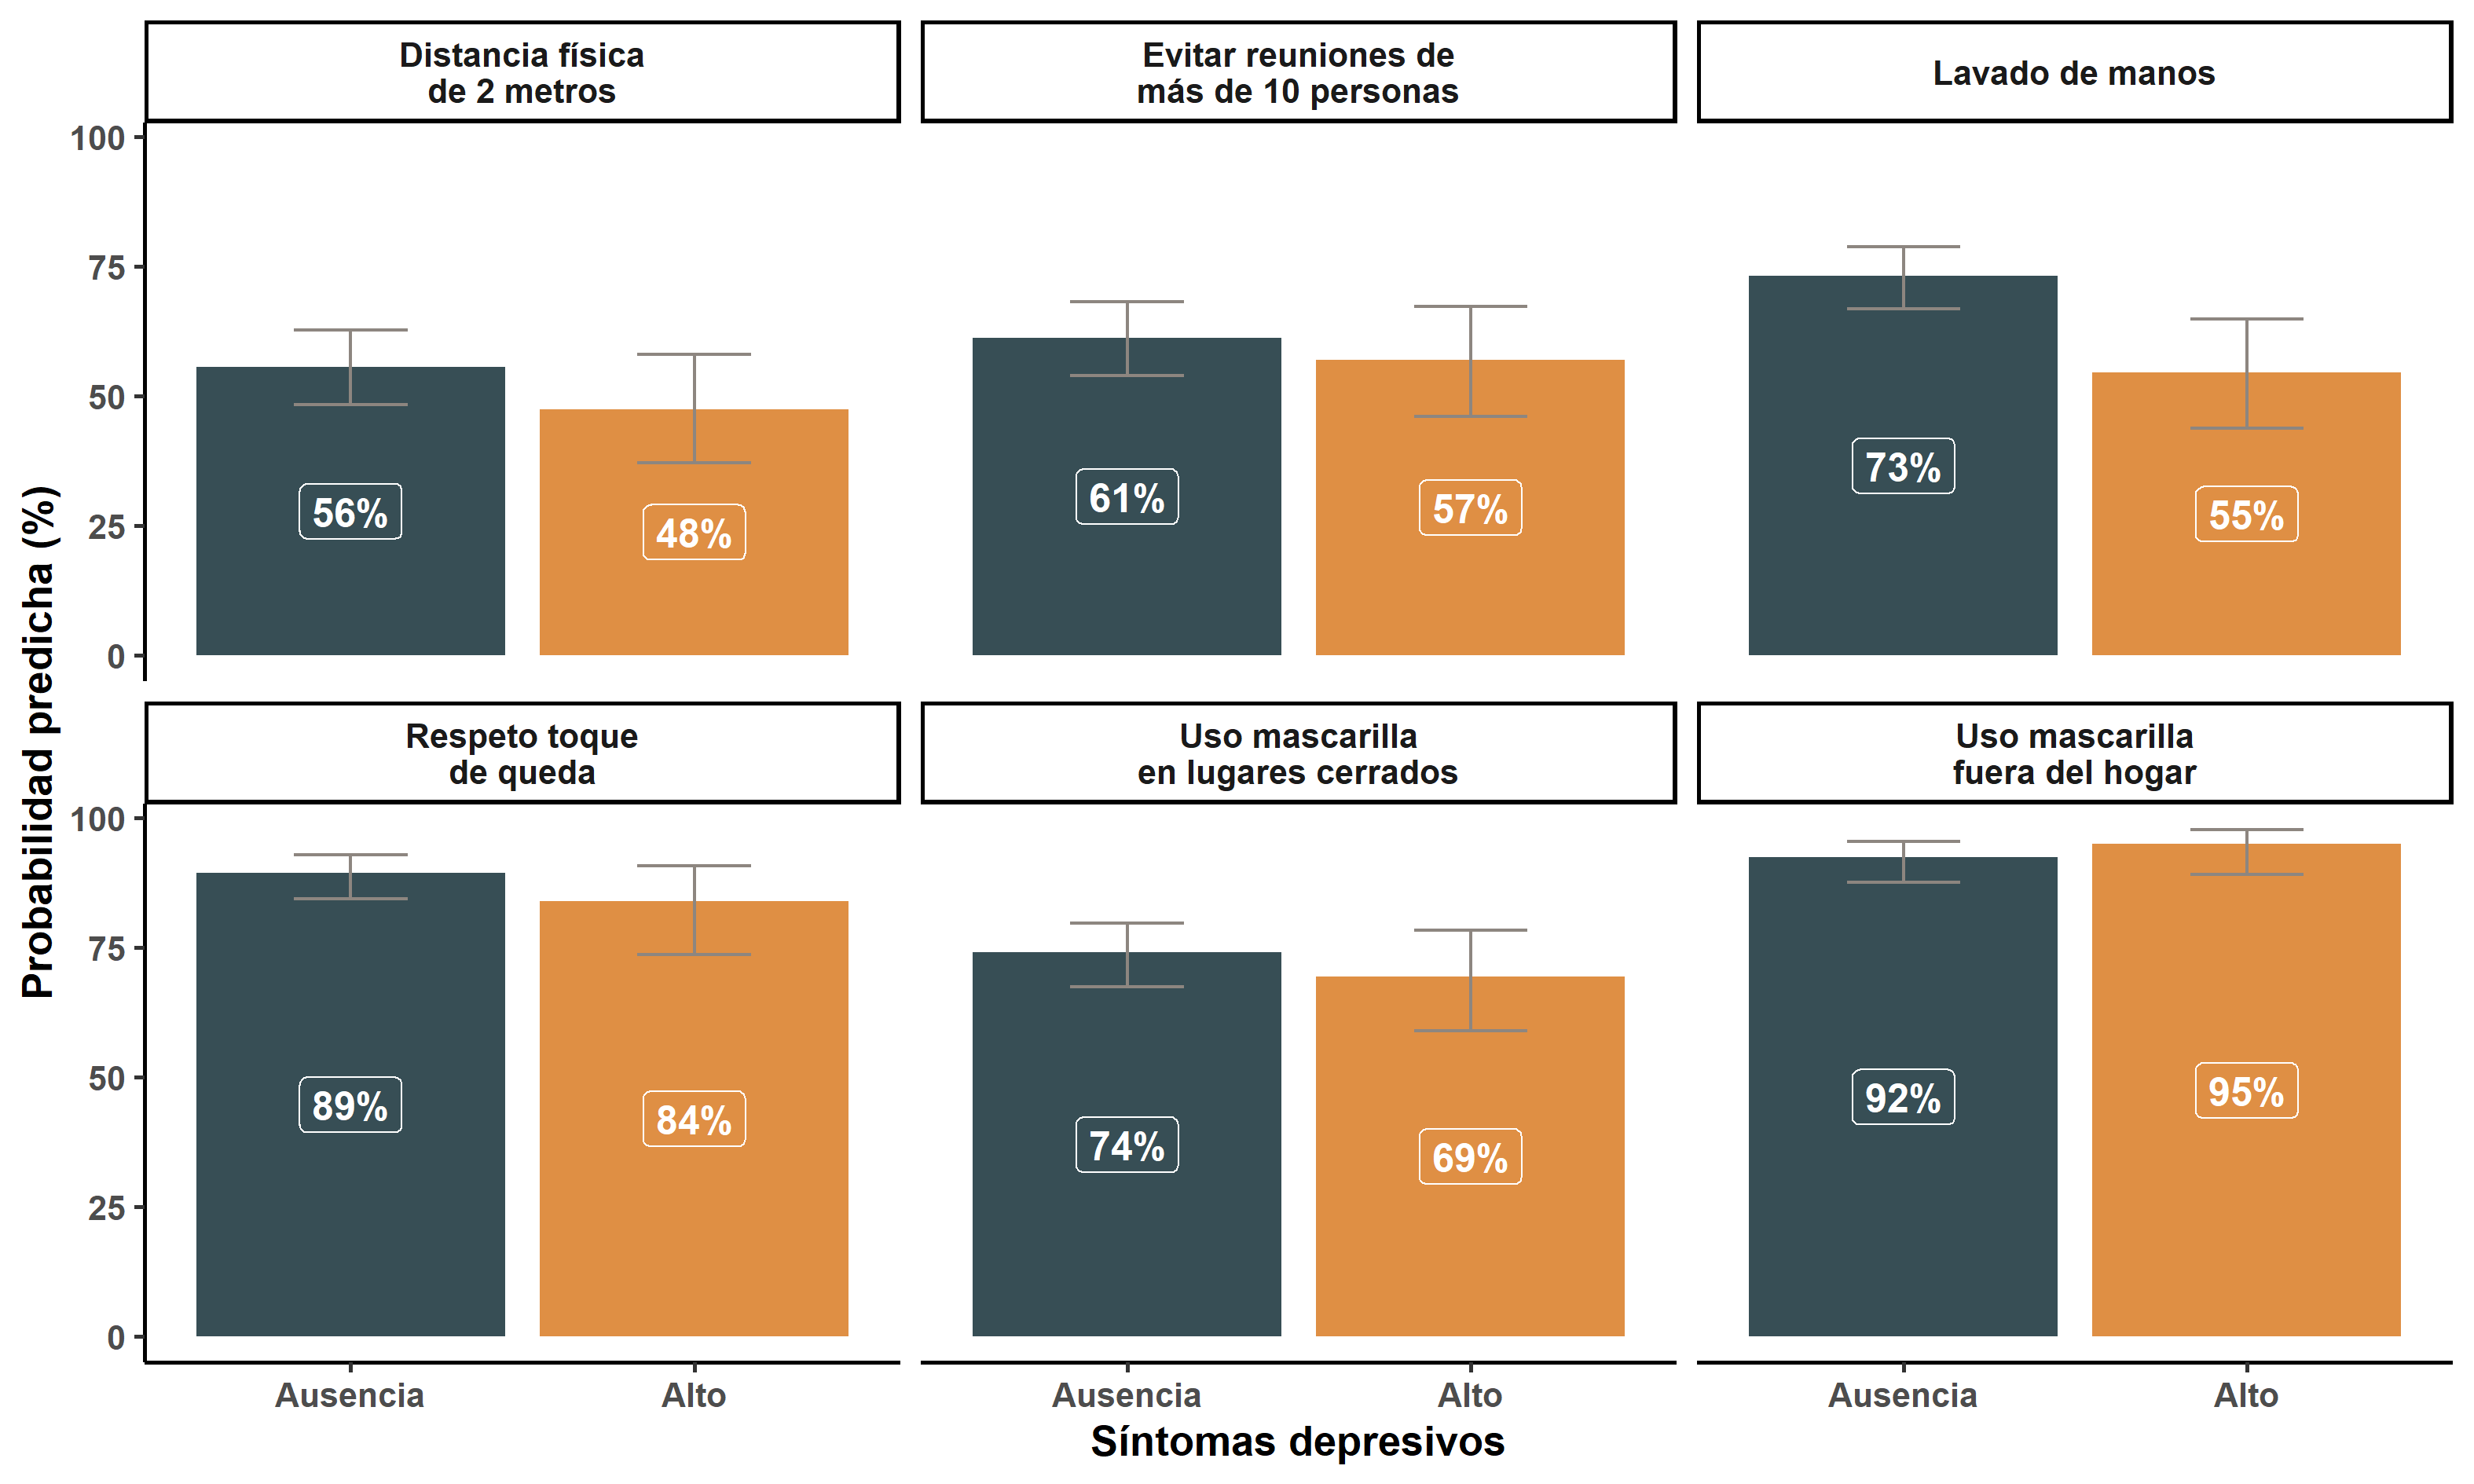 Distancia física
de 2 metros
Evitar reuniones de
más de 10 personas
Lavado de manos
100
75
50
25
0
56%
48%
61%
57%
73%
55%
Probabilidad predicha (%)
Respeto toque
de queda
Uso mascarilla
en lugares cerrados
Uso mascarilla
fuera del hogar
100
75
50
25
0
89%
84%
74%
69%
92%
95%
Ausencia
Alto
Ausencia
Alto
Ausencia
Alto
Síntomas depresivos